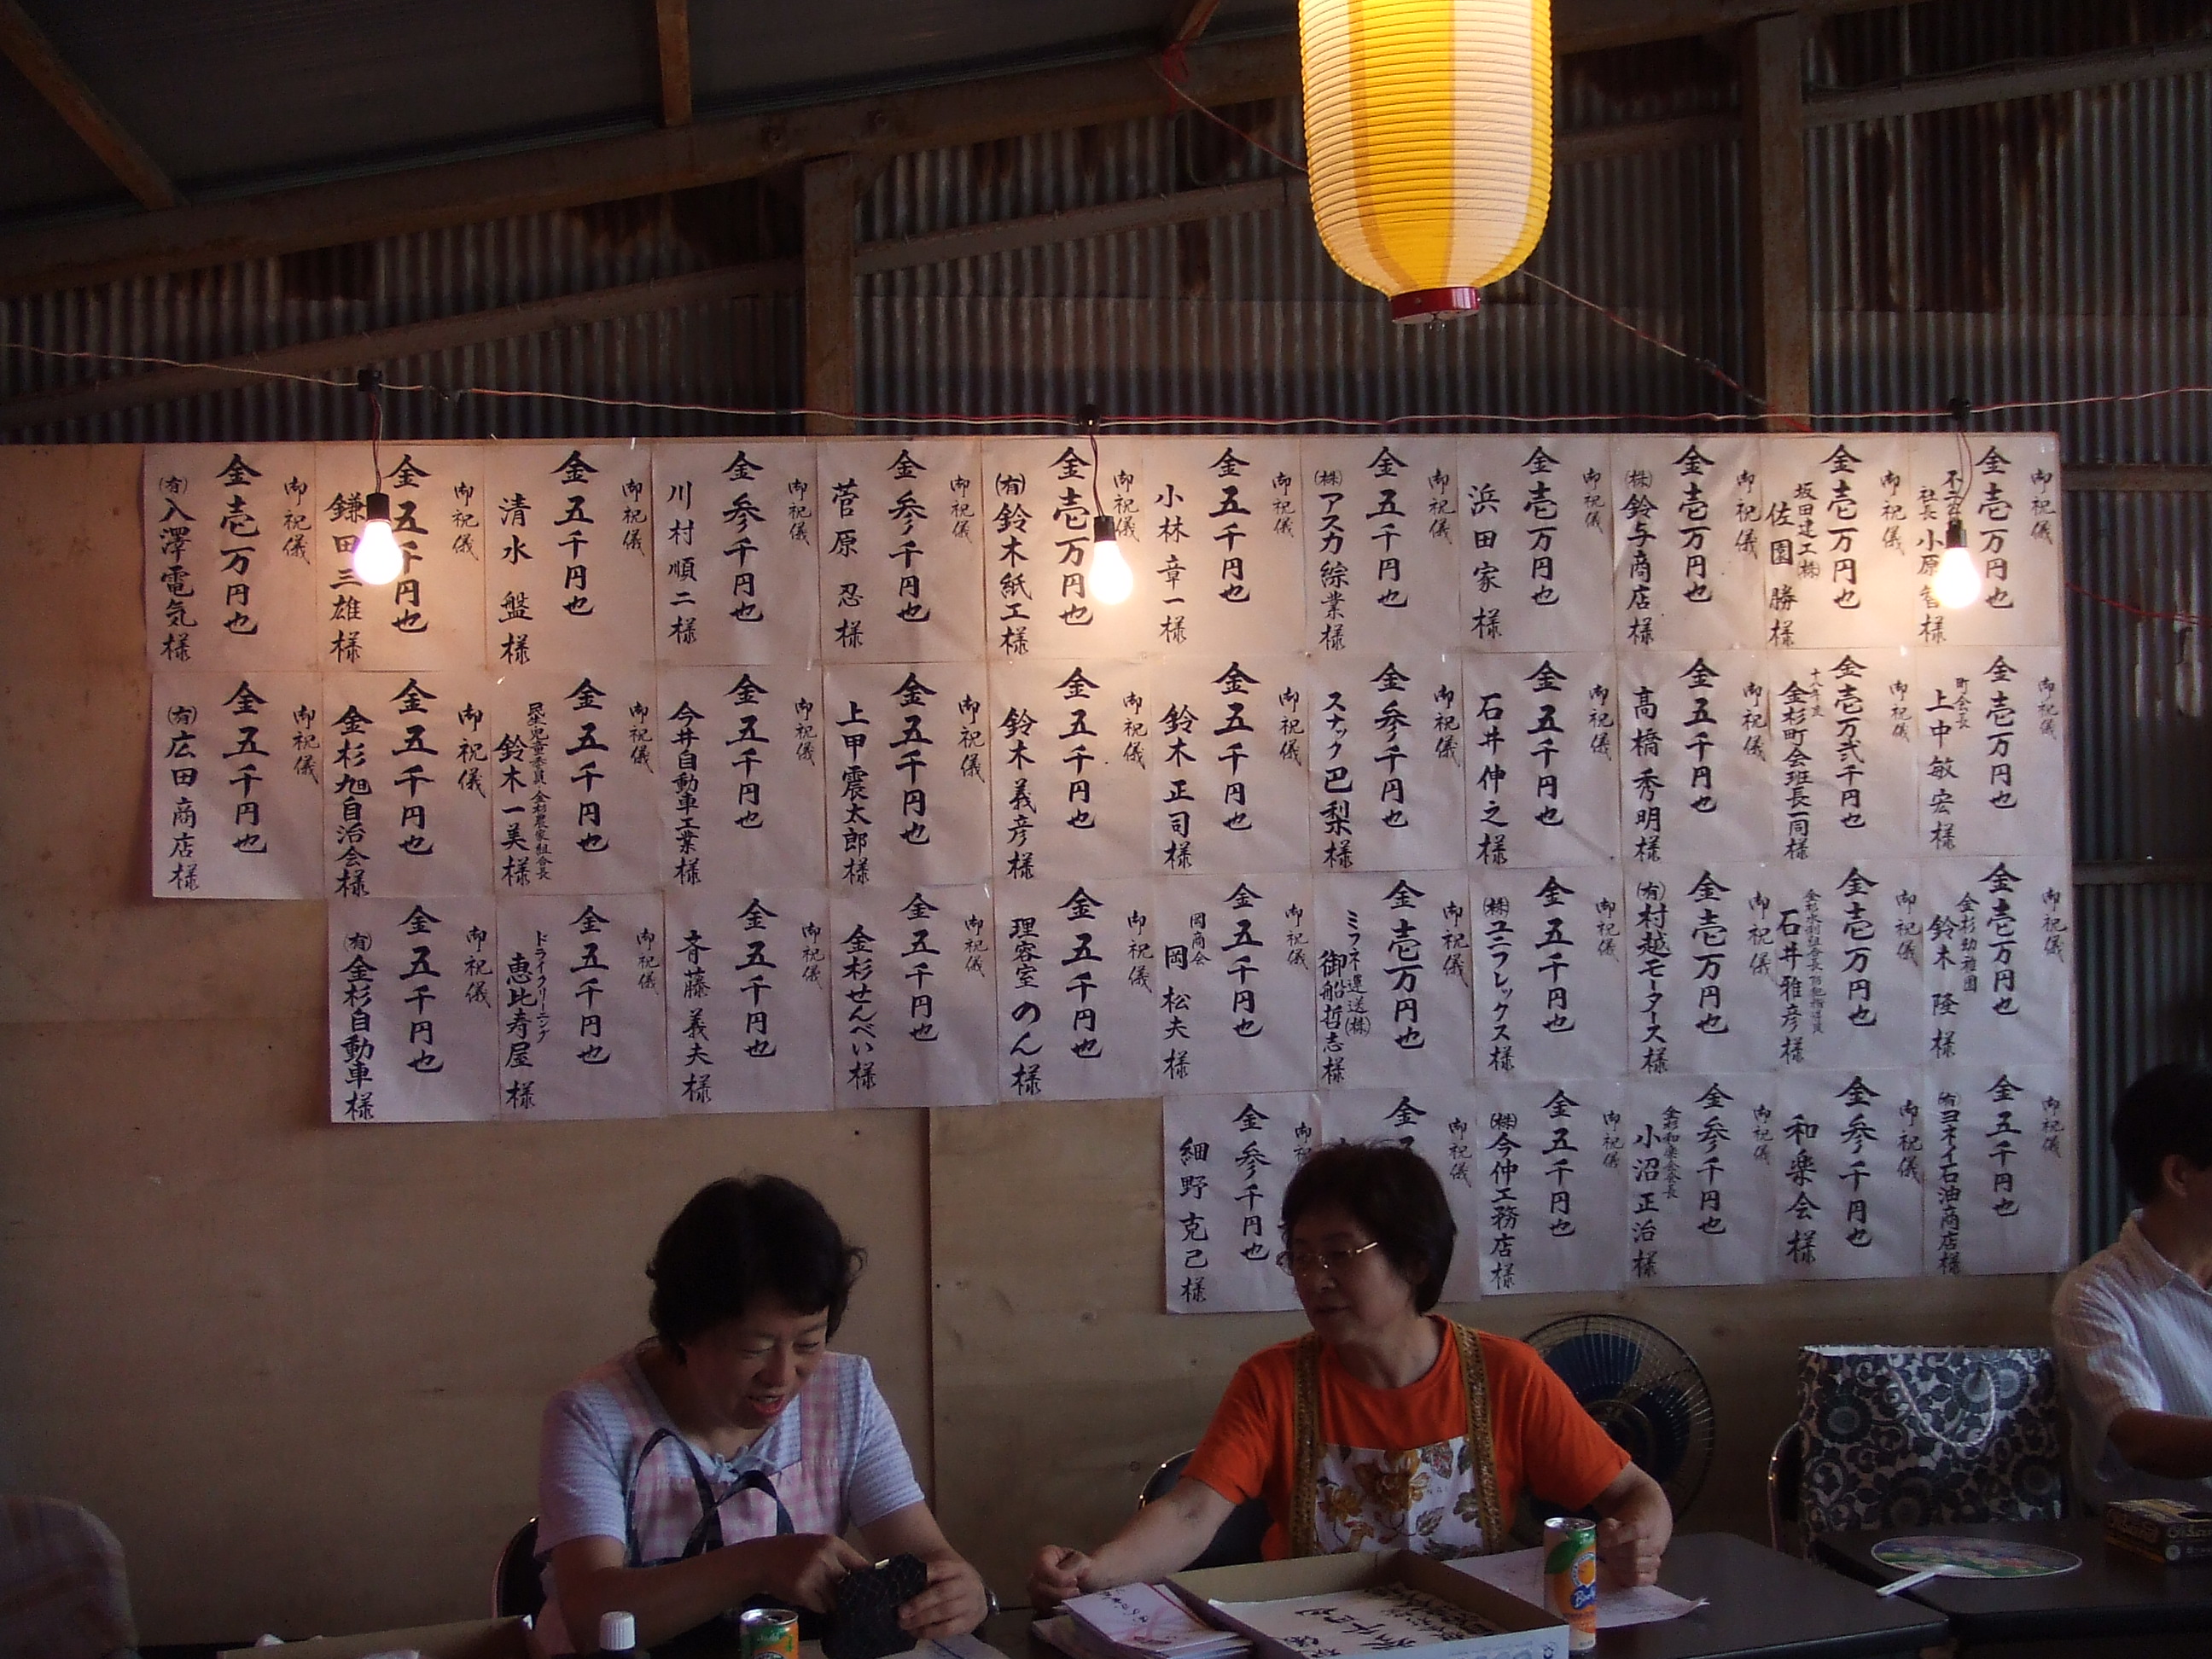 御祝儀
金壱万円也
社長 小原智様
御祝儀
金壱万円也
坂田建工(株)
佐園勝様
御祝儀
金壱万円也
(株)鈴与商店様
御祝儀
金壱万円也
浜田家様
御祝儀
金五千円也
(株)アスカ綜業様
御祝儀
金五千円也
小林章一様
御祝儀
金壱万円也
(有)鈴木紙工様
御祝儀
金参千円也
菅原忍様
御祝儀
金参千円也
川村順二様
御祝儀
金五千円也
清水盤様
御祝儀
金五千円也
鎌田三雄様
御祝儀
金壱万円也
(有)入澤電気様
御祝儀
金壱万円也
町会長
上中敏宏様
御祝儀
金壱万弐千円也
十八年度
金杉町会班長一同様
御祝儀
金五千円也
高橋秀明様
御祝儀
金五千円也
石井伸之様
御祝儀
金参千円也
スナック巴梨様
御祝儀
金五千円也
鈴木正司様
御祝儀
金五千円也
鈴木義彦様
御祝儀
金五千円也
上甲震太郎様
御祝儀
金五千円也
今井自動車工業様
御祝儀
金五千円也
民生児童委員 金杉農家組合長
鈴木一美様
御祝儀
金五千円也
金杉旭自治会様
御祝儀
金五千円也
(有)広田商店様
御祝儀
金壱万円也
金杉幼稚園
鈴木隆様
御祝儀
金壱万円也
金杉水利組合長防犯指導員
石井雅彦様
御祝儀
金壱万円也
(有)村越モータース様
御祝儀
金五千円也
(株)ユニフレックス様
御祝儀
金壱万円也
ミフネ運送(株)
御船哲志様
御祝儀
金五千円也
岡商会
岡松夫様
御祝儀
金五千円也
理容室のん様
御祝儀
金五千円也
金杉せんべい様
御祝儀
金五千円也
斉藤義夫様
御祝儀
金五千円也
ドライクリーニング
恵比寿屋様
御祝儀
金五千円也
(有)金杉自動車様
御祝儀
金五千円也
(有)ヨネイ石油商店様
御祝儀
金参千円也
和楽会様
御祝儀
金参千円也
金杉和楽会会長
小沼正治様
御祝儀
金五千円也
(株)今仲工務店様
御祝儀
金
御祝儀
金参千円也
細野克己様